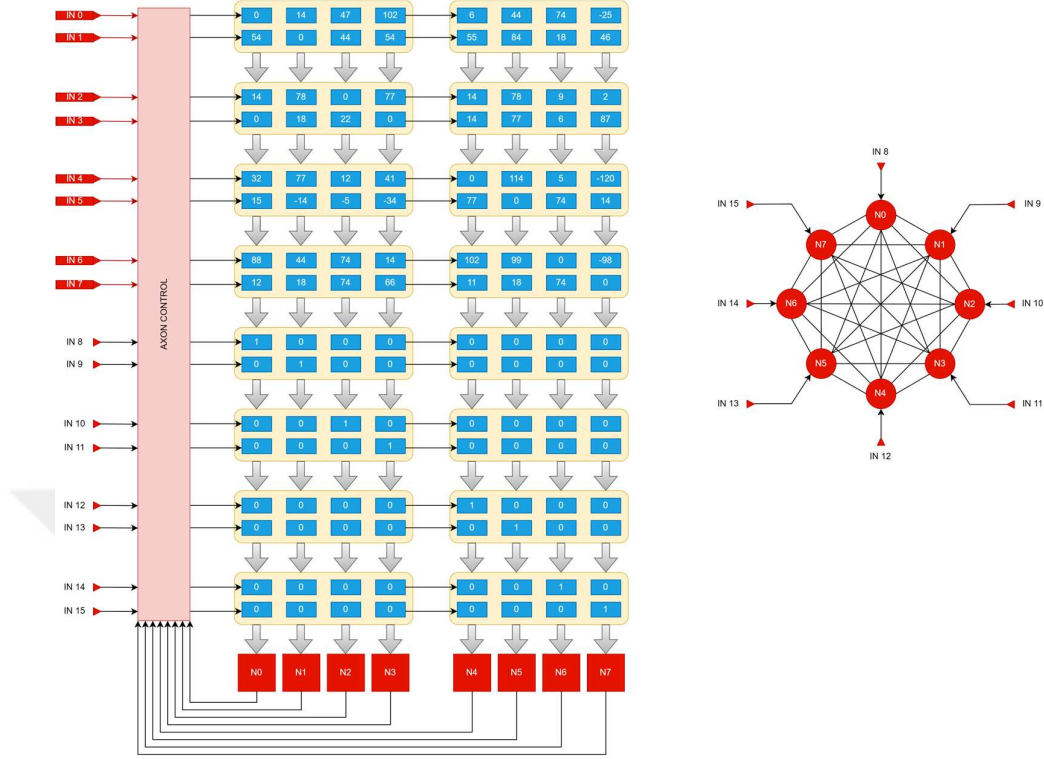 IN 0 0 14 47 102 6 44 74 -25
IN 1 54 0 44 54 55 84 18 46
IN 2 14 78 0 77 14 78 9 2
IN 3 0 18 22 0 14 77 6 87
IN 4 32 77 12 41 0 114 5 -120
IN 5 15 -14 -5 -34 77 0 74 14
IN 6 88 44 74 14 102 99 0 -98
IN 7 12 18 74 66 11 18 74 0
IN 8 1 0 0 0 0 0 0 0
IN 9 0 1 0 0 0 0 0 0
IN 10 0 0 1 0 0 0 0 0
IN 11 0 0 0 1 0 0 0 0
IN 12 0 0 0 0 1 0 0 0
IN 13 0 0 0 0 0 1 0 0
IN 14 0 0 0 0 0 0 1 0
IN 15 0 0 0 0 0 0 0 1
AXON CONTROL
N0 N1 N2 N3 N4 N5 N6 N7
IN 8
IN 15 IN 9
N0
N7 N1
IN 14 N6 N2 IN 10
N5 N3
N4
IN 13 IN 11
IN 12